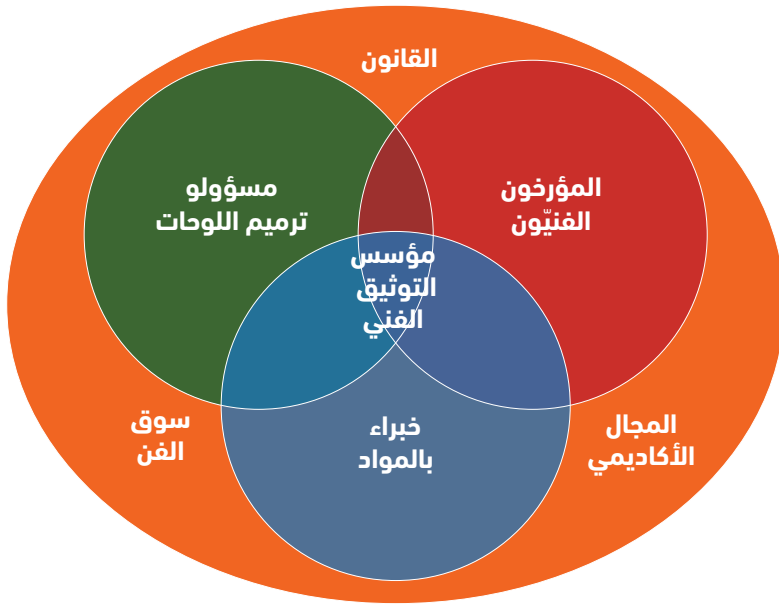 القانون
المؤرخون
الفنيّون
مسؤولو
ترميم اللوحات
مؤسس
التوثيق
الفني
المجال
الأكاديمي
خبراء
بالمواد
سوق
الفن